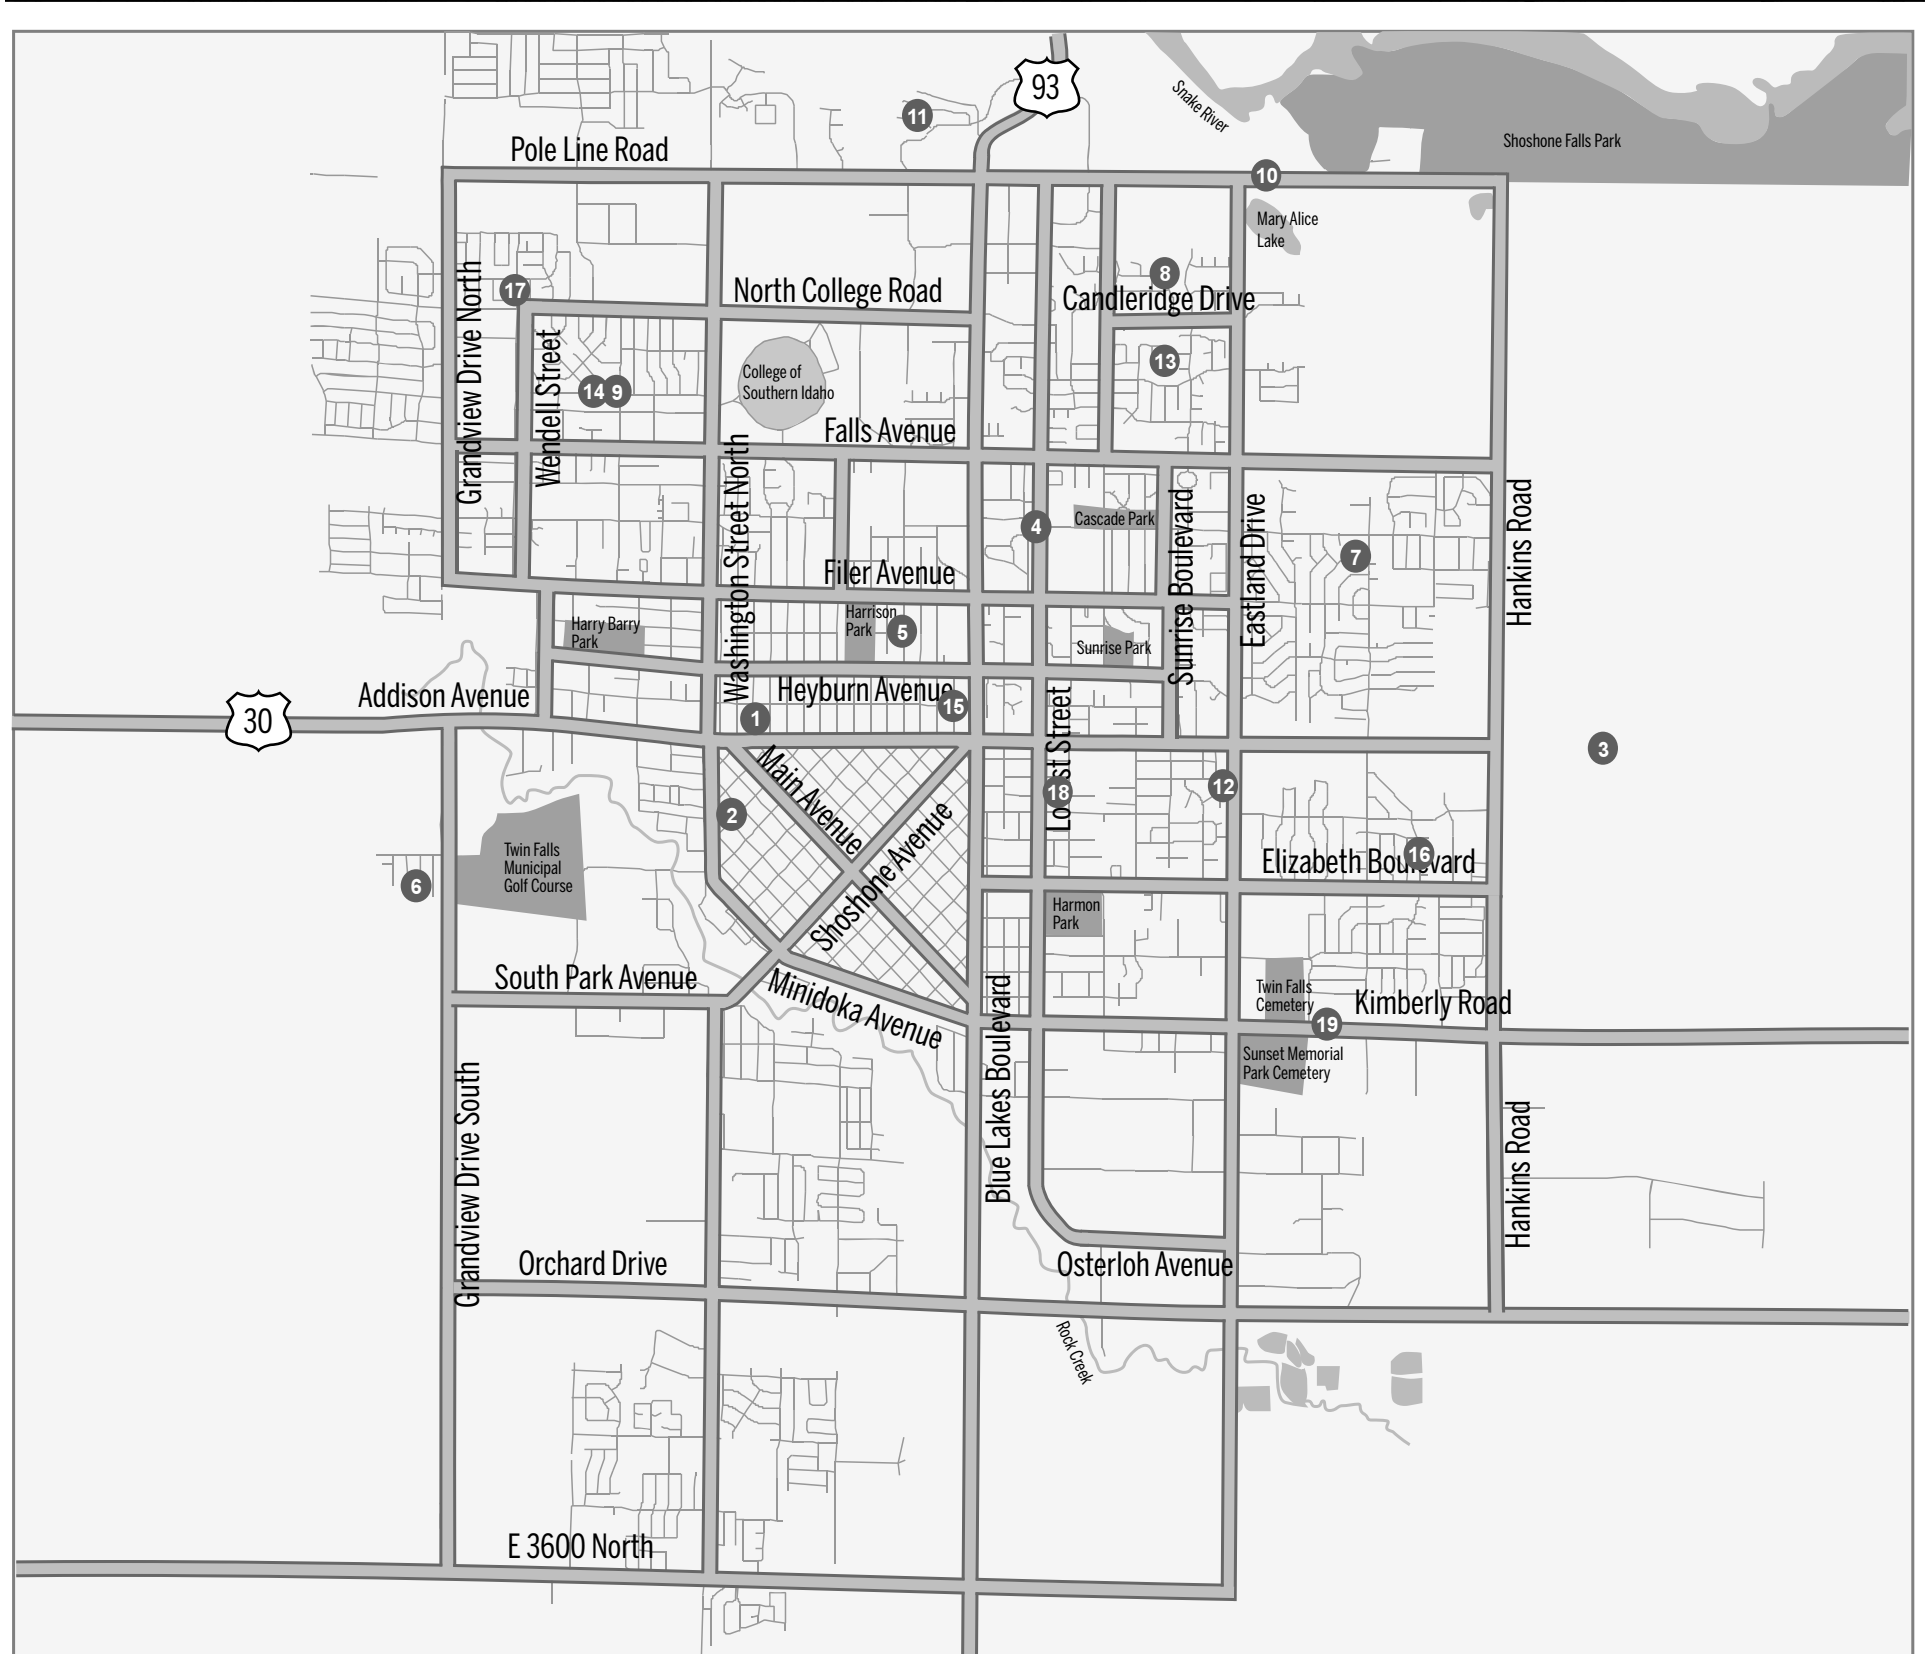 93
Snake River
11
Shoshone Falls Park
Pole Line Road
10
Mary Alice
Lake
8
17
North College Road
Candleridge Drive
Grandview Drive North
Wendell Street
13
College of
Southern Idaho
14
9
Falls Avenue
Washington Street North
Hankins Road
4
Cascade Park
Sunrise Boulevard
Eastland Drive
7
Filer Avenue
Harrison
Park
5
Harry Barry
Park
Sunrise Park
Addison Avenue
Heyburn Avenue
15
30
1
Locust Street
3
Main Avenue
2
18
12
Shoshone Avenue
Twin Falls
Municipal
Golf Course
16
Elizabeth Boulevard
6
Harmon
Park
South Park Avenue
Minidoka Avenue
Blue Lakes Boulevard
Twin Falls
Cemetery
Kimberly Road
19
Sunset Memorial
Park Cemetery
Grandview Drive South
Hankins Road
Orchard Drive
Osterloh Avenue
Rock Creek
E 3600 North